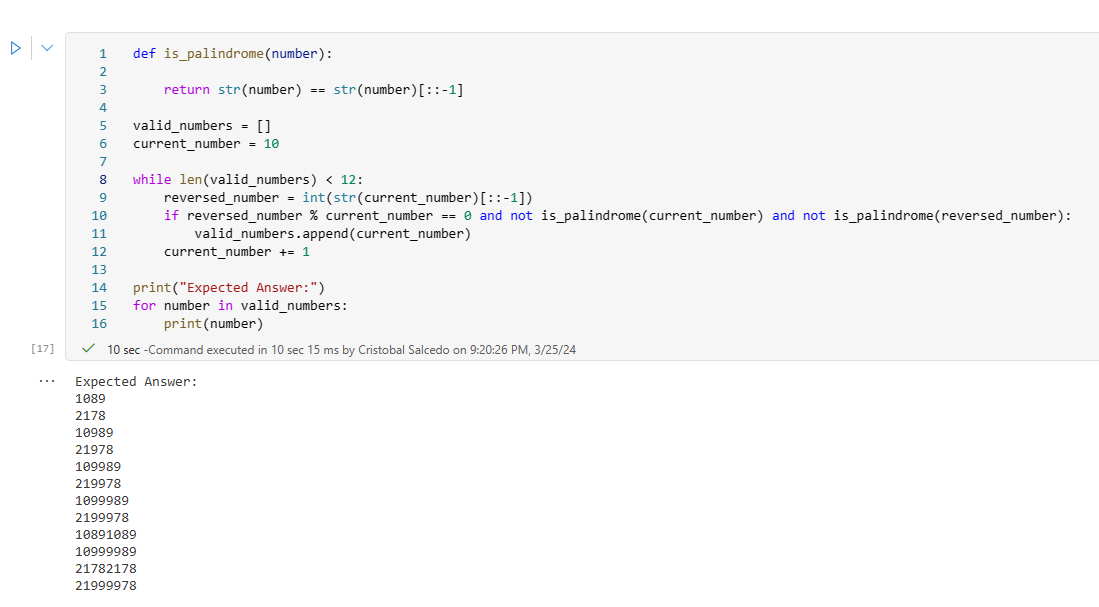 1 def is_palindrome(number):
2
3     return str(number) == str(number)[::-1]
4
5 valid_numbers = []
6 current_number = 10
7
8 while len(valid_numbers) < 12:
9     reversed_number = int(str(current_number)[::-1])
10     if reversed_number % current_number == 0 and not is_palindrome(current_number) and not is_palindrome(reversed_number):
11         valid_numbers.append(current_number)
12     current_number += 1
13
14 print("Expected Answer:")
15 for number in valid_numbers:
16     print(number)
[17] 10 sec -Command executed in 10 sec 15 ms by Cristobal Salcedo on 9:20:26 PM, 3/25/24
... Expected Answer:
1089
2178
10989
21978
109989
219978
1099989
2199978
10891089
10999989
21782178
21999978